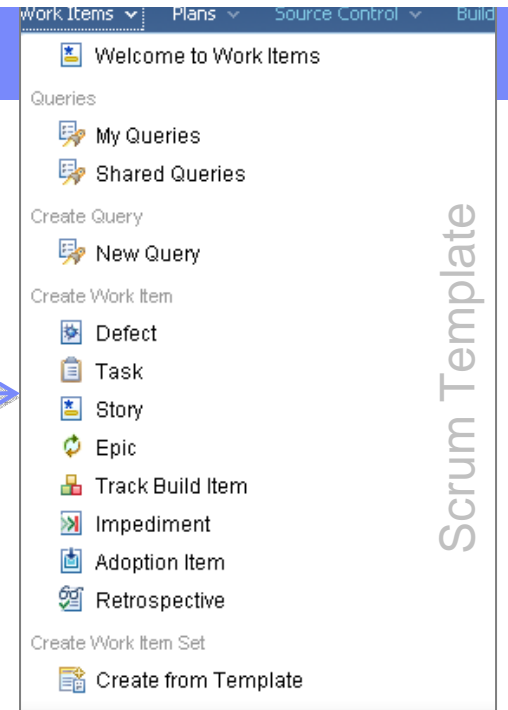 Work Items Plans Source Control Build
Welcome to Work Items
Queries
My Queries
Shared Queries
Create Query
New Query
Create Work Item
Defect
Task
Story
Epic
Track Build Item
Impediment
Adoption Item
Retrospective
Create Work Item Set
Create from Template
Scrum Template